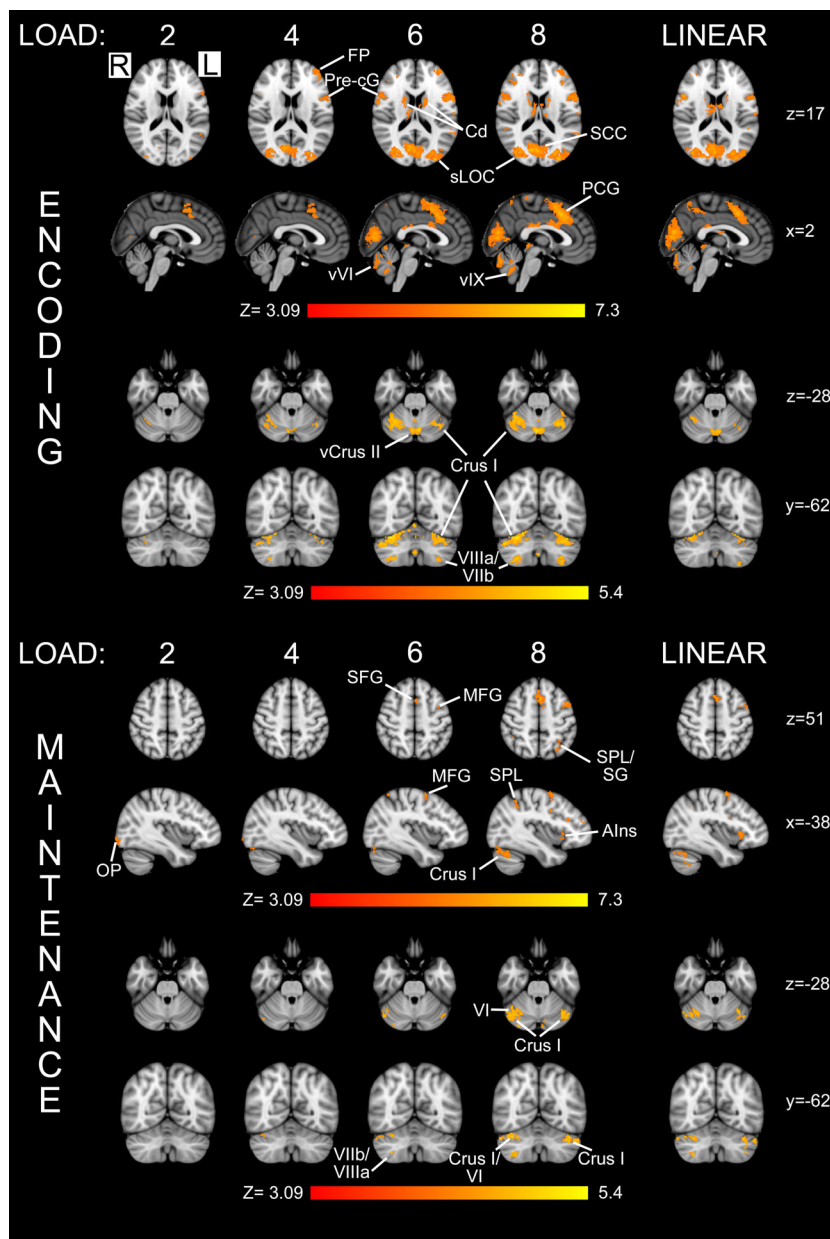 LOAD: 2 4 6 8 LINEAR
R L
FP
Pre-cG
z=17
Cd
SCC
sLOC
ENCODING
PCG
x=2
vVI
vIX
Z= 3.09 7.3
z=-28
vCrus II
Crus I
y=-62
VIIIa/
VIIb
Z= 3.09 5.4
LOAD: 2 4 6 8 LINEAR
SFG
MFG
z=51
SPL/
SG
MAINTENANCE
MFG
SPL
x=-38
AIns
OP
Crus I
Z= 3.09 7.3
z=-28
VI
Crus I
y=-62
VIIb/
VIIIa
Crus I/
VI
Crus I
Z= 3.09 5.4